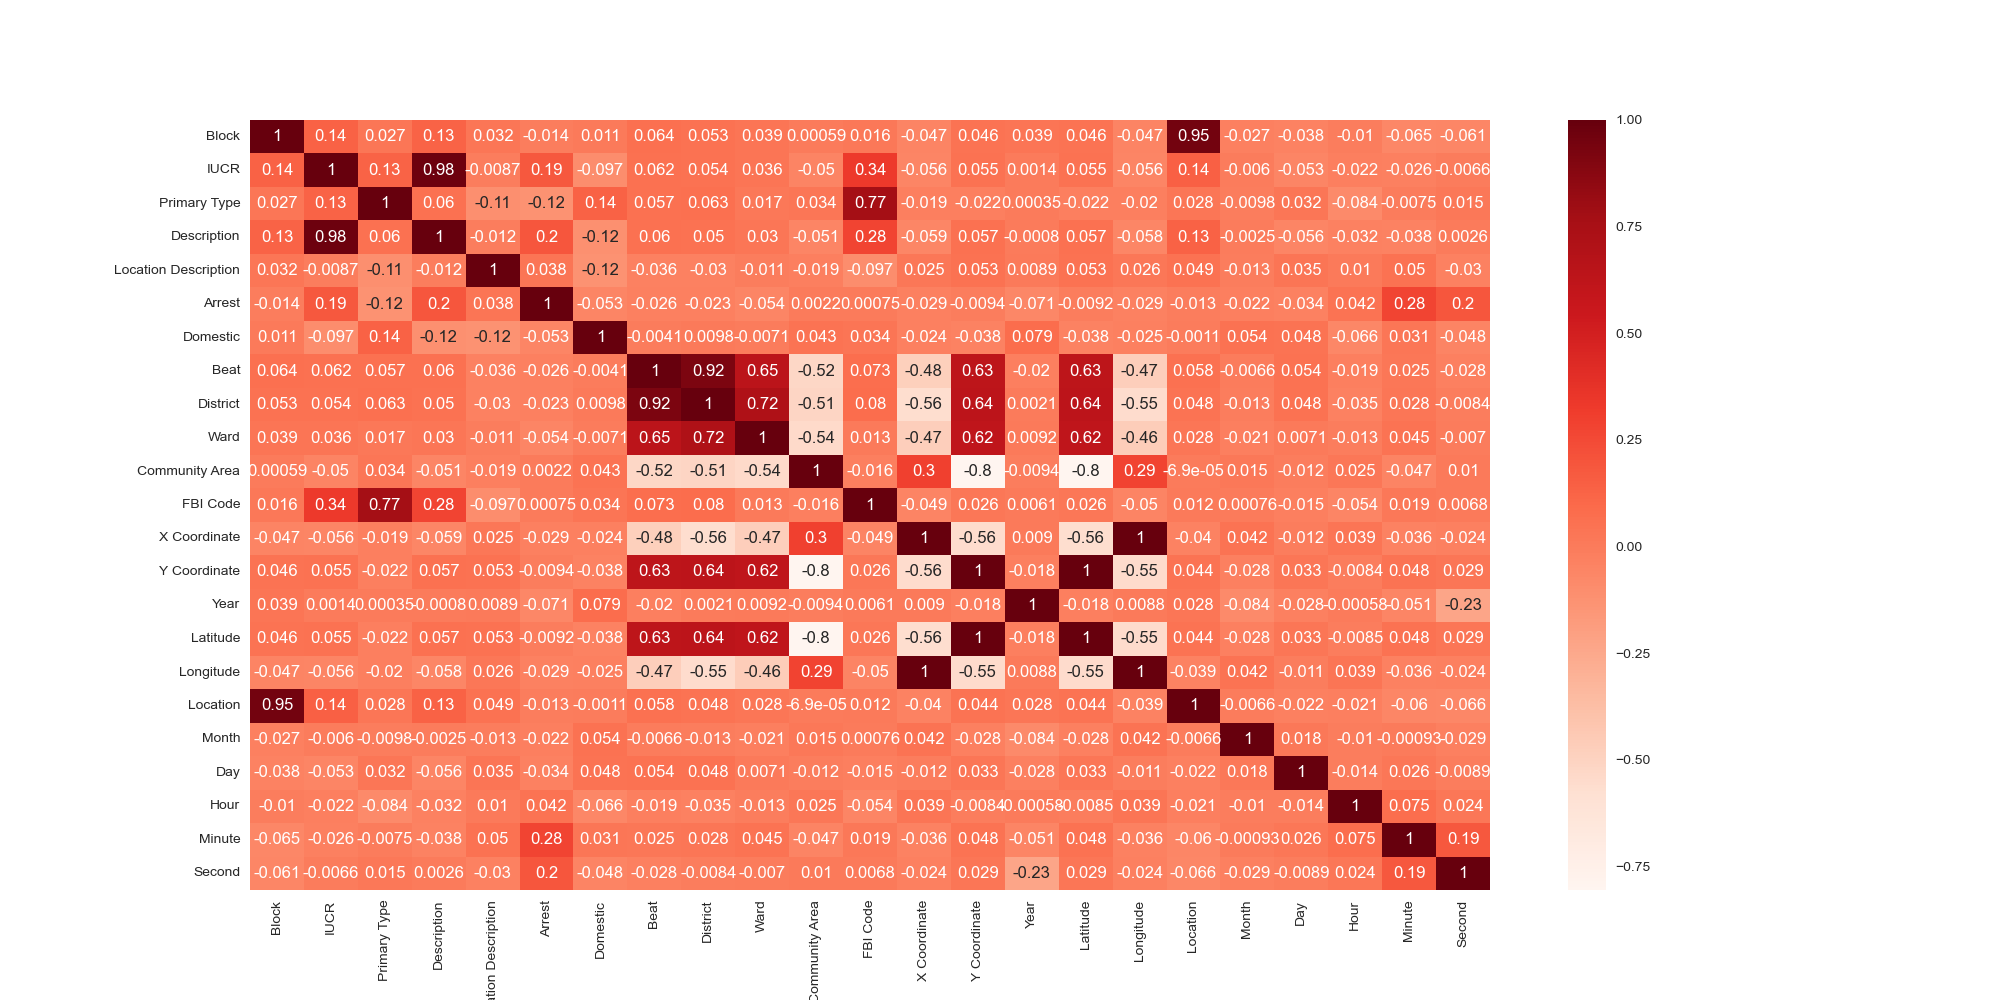 Block 1 0.14 0.027 0.13 0.032 -0.014 0.011 0.064 0.053 0.039 0.00059 0.016 -0.047 0.046 0.039 0.046 -0.047 0.95 -0.027 -0.038 -0.01 -0.065 -0.061
IUCR 0.14 1 0.13 0.98 -0.0087 0.19 -0.097 0.062 0.054 0.036 -0.05 0.34 -0.056 0.055 0.0014 0.055 -0.056 0.14 -0.006 -0.053 -0.022 -0.026 -0.0066
Primary Type 0.027 0.13 1 0.06 -0.11 -0.12 0.14 0.057 0.063 0.017 0.034 0.77 -0.019 -0.022 0.00035 -0.022 -0.02 0.028 -0.0098 0.032 -0.084 -0.0075 0.015
Description 0.13 0.98 0.06 1 -0.012 0.2 -0.12 0.06 0.05 0.03 -0.051 0.28 -0.059 0.057 -0.0008 0.057 -0.058 0.13 -0.0025 -0.056 -0.032 -0.038 0.0026
Location Description 0.032 -0.0087 -0.11 -0.012 1 0.038 -0.12 -0.036 -0.03 -0.011 -0.019 -0.097 0.025 0.053 0.0089 0.053 0.026 0.049 -0.013 0.035 0.01 0.05 -0.03
Arrest -0.014 0.19 -0.12 0.2 0.038 1 -0.053 -0.026 -0.023 -0.054 0.0022 0.00075 -0.029 -0.0094 -0.071 -0.0092 -0.029 -0.013 -0.022 -0.034 0.042 0.28 0.2
Domestic 0.011 -0.097 0.14 -0.12 -0.12 -0.053 1 -0.0041 0.0098 -0.0071 0.043 0.034 -0.024 -0.038 0.079 -0.038 -0.025 -0.0011 0.054 0.048 -0.066 0.031 -0.048
Beat 0.064 0.062 0.057 0.06 -0.036 -0.026 -0.0041 1 0.92 0.65 -0.52 0.073 -0.48 0.63 -0.02 0.63 -0.47 0.058 -0.0066 0.054 -0.019 0.025 -0.028
District 0.053 0.054 0.063 0.05 -0.03 -0.023 0.0098 0.92 1 0.72 -0.51 0.08 -0.56 0.64 0.0021 0.64 -0.55 0.048 -0.013 0.048 -0.035 0.028 -0.0084
Ward 0.039 0.036 0.017 0.03 -0.011 -0.054 -0.0071 0.65 0.72 1 -0.54 0.013 -0.47 0.62 0.0092 0.62 -0.46 0.028 -0.021 0.0071 -0.013 0.045 -0.007
Community Area 0.00059 -0.05 0.034 -0.051 -0.019 0.0022 0.043 -0.52 -0.51 -0.54 1 -0.016 0.3 -0.8 -0.0094 -0.8 0.29 -6.9e-05 0.015 -0.012 0.025 -0.047 0.01
FBI Code 0.016 0.34 0.77 0.28 -0.097 0.00075 0.034 0.073 0.08 0.013 -0.016 1 -0.049 0.026 0.0061 0.026 -0.05 0.012 0.00076 -0.015 -0.054 0.019 0.0068
X Coordinate -0.047 -0.056 -0.019 -0.059 0.025 -0.029 -0.024 -0.48 -0.56 -0.47 0.3 -0.049 1 -0.56 0.009 -0.56 1 -0.04 0.042 -0.012 0.039 -0.036 -0.024
Y Coordinate 0.046 0.055 -0.022 0.057 0.053 -0.0094 -0.038 0.63 0.64 0.62 -0.8 0.026 -0.56 1 -0.018 1 -0.55 0.044 -0.028 0.033 -0.0084 0.048 0.029
Year 0.039 0.0014 0.00035 -0.0008 0.0089 -0.071 0.079 -0.02 0.0021 0.0092 -0.0094 0.0061 0.009 -0.018 1 -0.018 0.0088 0.028 -0.084 -0.028 -0.00058 -0.051 -0.23
Latitude 0.046 0.055 -0.022 0.057 0.053 -0.0092 -0.038 0.63 0.64 0.62 -0.8 0.026 -0.56 1 -0.018 1 -0.55 0.044 -0.028 0.033 -0.0085 0.048 0.029
Longitude -0.047 -0.056 -0.02 -0.058 0.026 -0.029 -0.025 -0.47 -0.55 -0.46 0.29 -0.05 1 -0.55 0.0088 -0.55 1 -0.039 0.042 -0.011 0.039 -0.036 -0.024
Location 0.95 0.14 0.028 0.13 0.049 -0.013 -0.0011 0.058 0.048 0.028 -6.9e-05 0.012 -0.04 0.044 0.028 0.044 -0.039 1 -0.0066 -0.022 -0.021 -0.06 -0.066
Month -0.027 -0.006 -0.0098 -0.0025 -0.013 -0.022 0.054 -0.0066 -0.013 -0.021 0.015 0.00076 0.042 -0.028 -0.084 -0.028 0.042 -0.0066 1 0.018 -0.01 -0.00093 -0.029
Day -0.038 -0.053 0.032 -0.056 0.035 -0.034 0.048 0.054 0.048 0.0071 -0.012 -0.015 -0.012 0.033 -0.028 0.033 -0.011 -0.022 0.018 1 -0.014 0.026 -0.0089
Hour -0.01 -0.022 -0.084 -0.032 0.01 0.042 -0.066 -0.019 -0.035 -0.013 0.025 -0.054 0.039 -0.0084 -0.00058 -0.0085 0.039 -0.021 -0.01 -0.014 1 0.075 0.024
Minute -0.065 -0.026 -0.0075 -0.038 0.05 0.28 0.031 0.025 0.028 0.045 -0.047 0.019 -0.036 0.048 -0.051 0.048 -0.036 -0.06 -0.00093 0.026 0.075 1 0.19
Second -0.061 -0.0066 0.015 0.0026 -0.03 0.2 -0.048 -0.028 -0.0084 -0.007 0.01 0.0068 -0.024 0.029 -0.23 0.029 -0.024 -0.066 -0.029 -0.0089 0.024 0.19 1
Block
IUCR
Primary Type
Description
ation Description
Arrest
Domestic
Beat
District
Ward
Community Area
FBI Code
X Coordinate
Y Coordinate
Year
Latitude
Longitude
Location
Month
Day
Hour
Minute
Second
1.00
0.75
0.50
0.25
0.00
−0.25
−0.50
−0.75